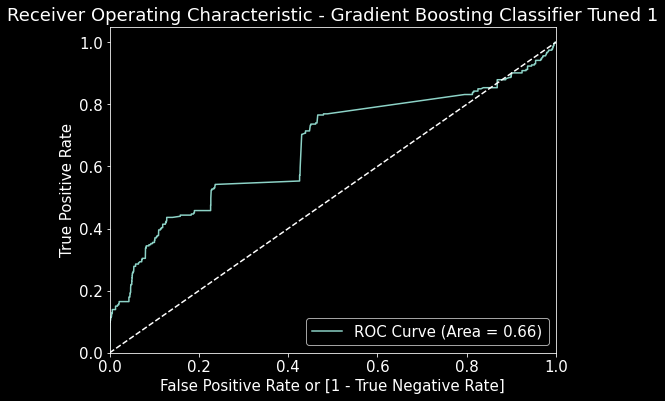 Receiver Operating Characteristic - Gradient Boosting Classifier Tuned 1
1.0
0.8
0.6
0.4
0.2
0.0
True Positive Rate
ROC Curve (Area = 0.66)
0.0 0.2 0.4 0.6 0.8 1.0
False Positive Rate or [1 - True Negative Rate]